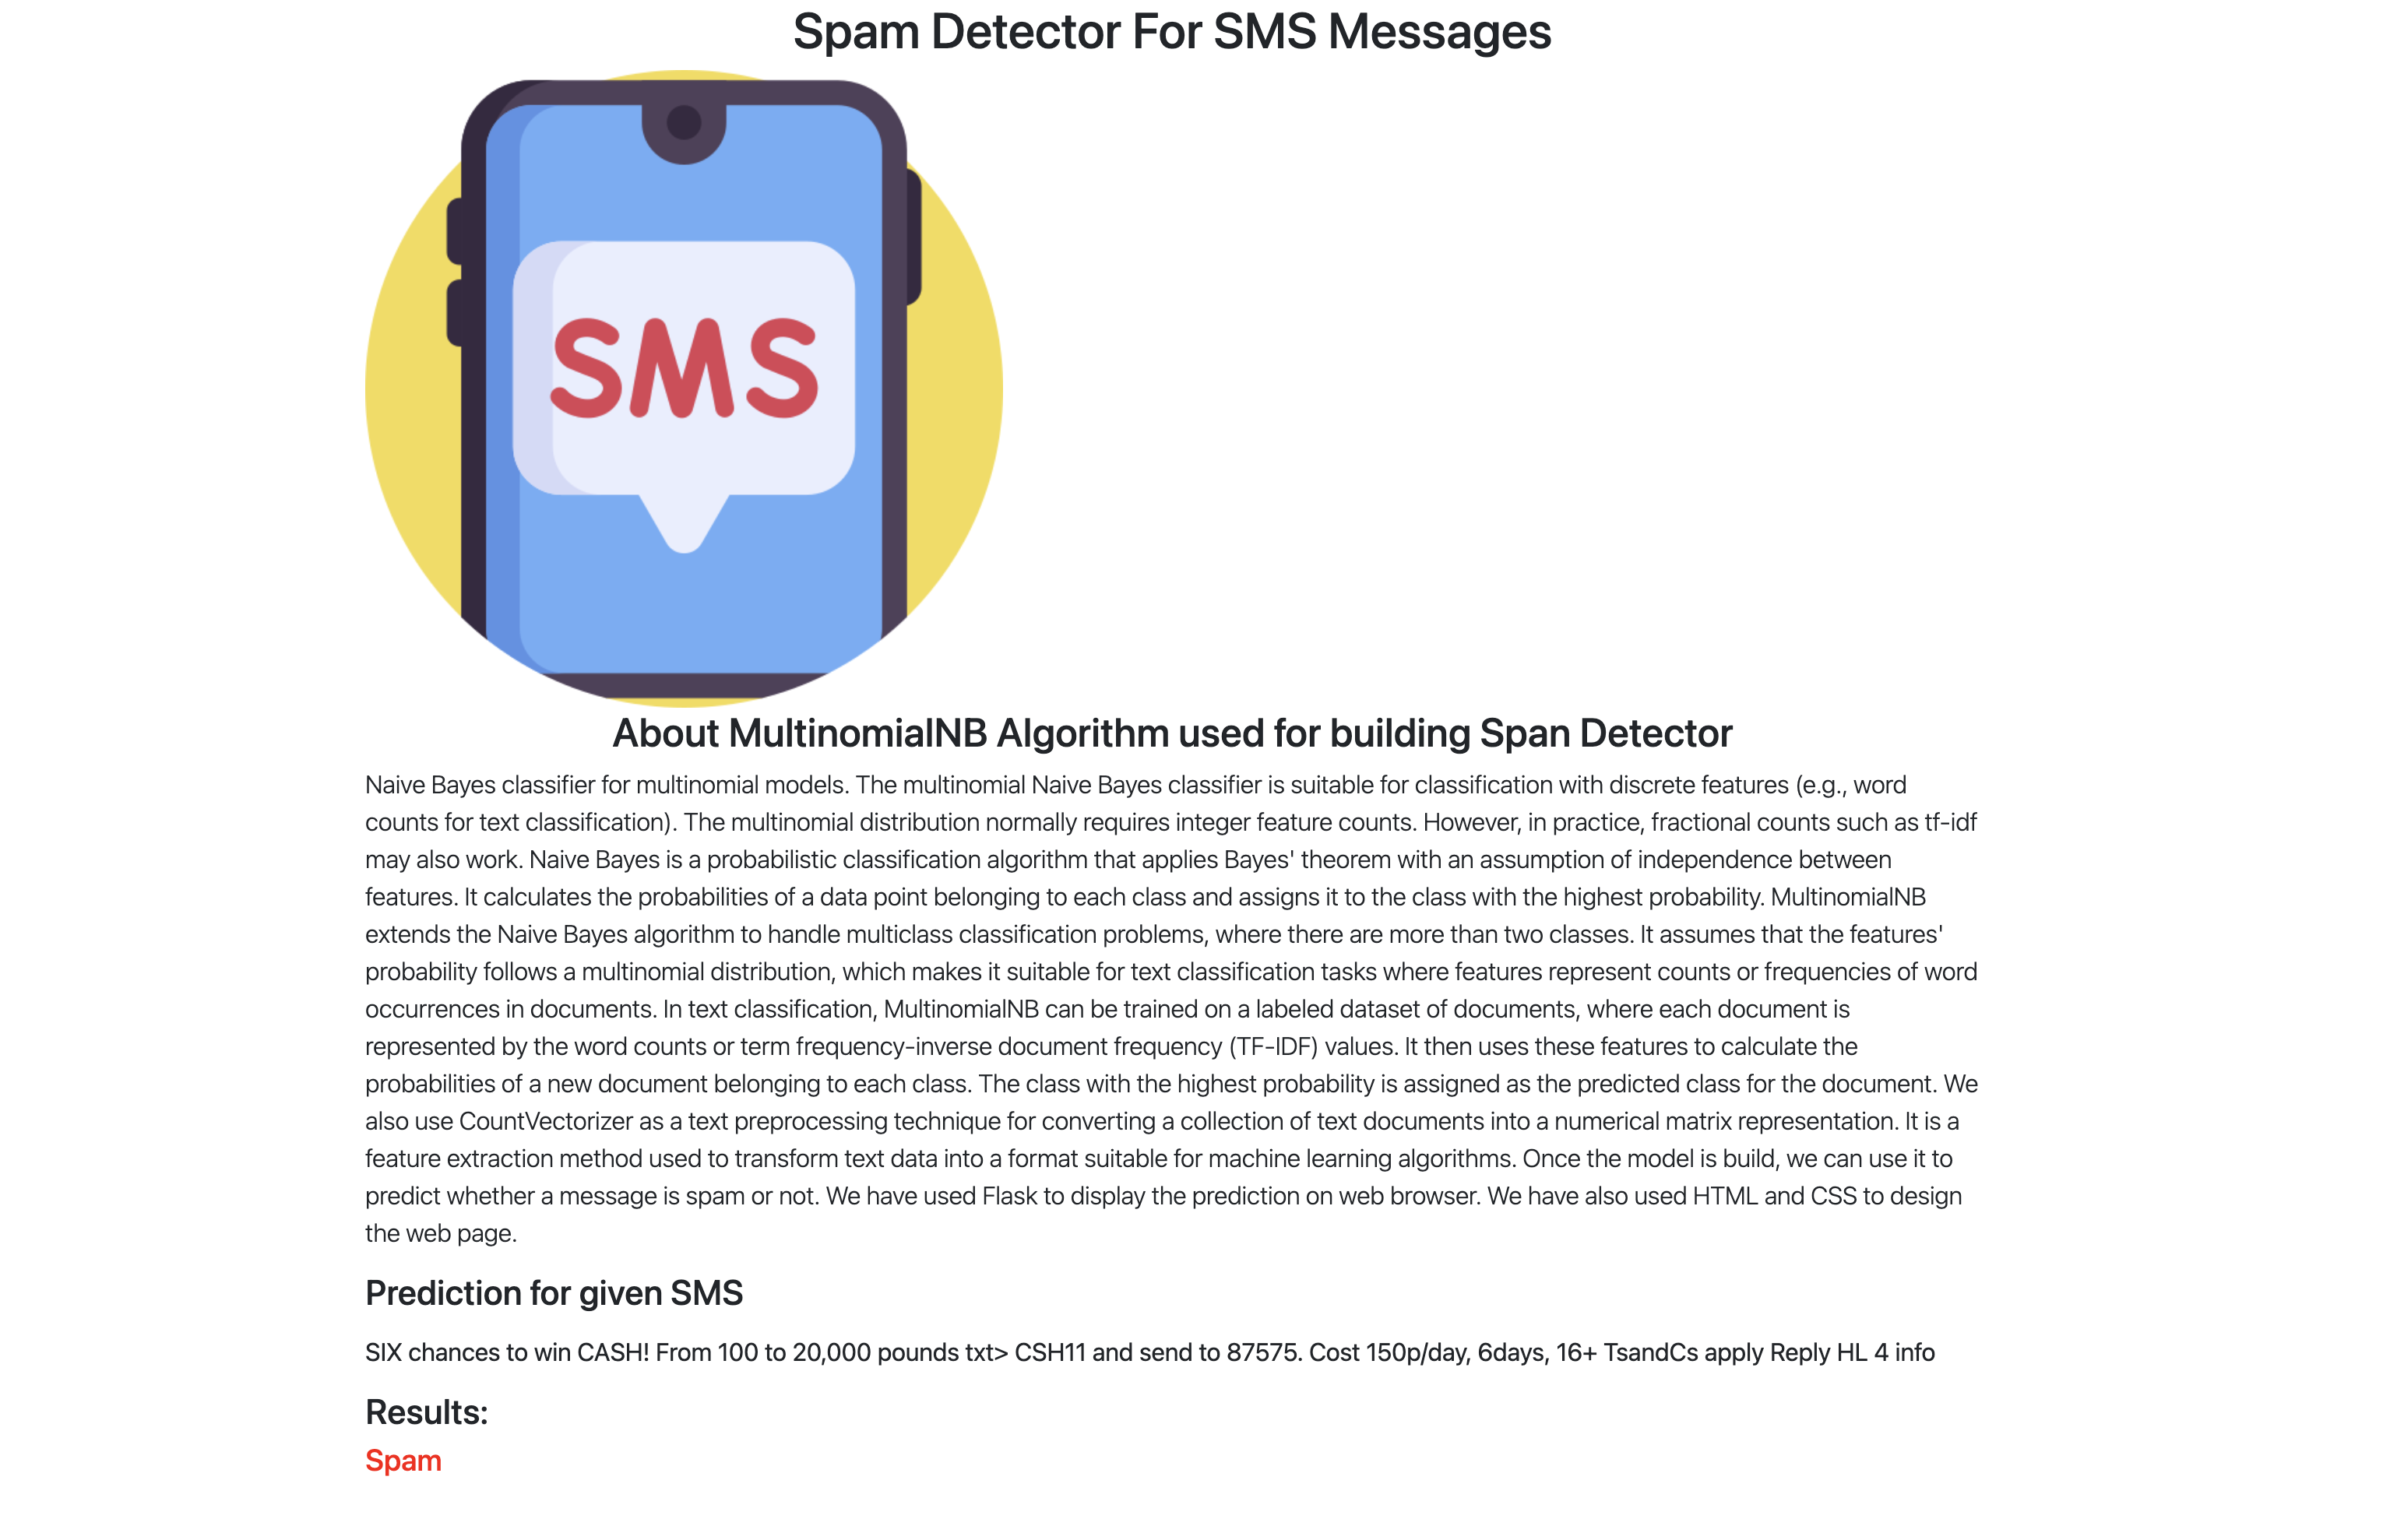 Spam Detector For SMS Messages
SMS
About MultinomialNB Algorithm used for building Span Detector
Naive Bayes classifier for multinomial models. The multinomial Naive Bayes classifier is suitable for classification with discrete features (e.g., word
counts for text classification). The multinomial distribution normally requires integer feature counts. However, in practice, fractional counts such as tf-idf
may also work. Naive Bayes is a probabilistic classification algorithm that applies Bayes' theorem with an assumption of independence between
features. It calculates the probabilities of a data point belonging to each class and assigns it to the class with the highest probability. MultinomialNB
extends the Naive Bayes algorithm to handle multiclass classification problems, where there are more than two classes. It assumes that the features'
probability follows a multinomial distribution, which makes it suitable for text classification tasks where features represent counts or frequencies of word
occurrences in documents. In text classification, MultinomialNB can be trained on a labeled dataset of documents, where each document is
represented by the word counts or term frequency-inverse document frequency (TF-IDF) values. It then uses these features to calculate the
probabilities of a new document belonging to each class. The class with the highest probability is assigned as the predicted class for the document. We
also use CountVectorizer as a text preprocessing technique for converting a collection of text documents into a numerical matrix representation. It is a
feature extraction method used to transform text data into a format suitable for machine learning algorithms. Once the model is build, we can use it to
predict whether a message is spam or not. We have used Flask to display the prediction on web browser. We have also used HTML and CSS to design
the web page.
Prediction for given SMS
SIX chances to win CASH! From 100 to 20,000 pounds txt> CSH11 and send to 87575. Cost 150p/day, 6days, 16+ TsandCs apply Reply HL 4 info
Results:
Spam